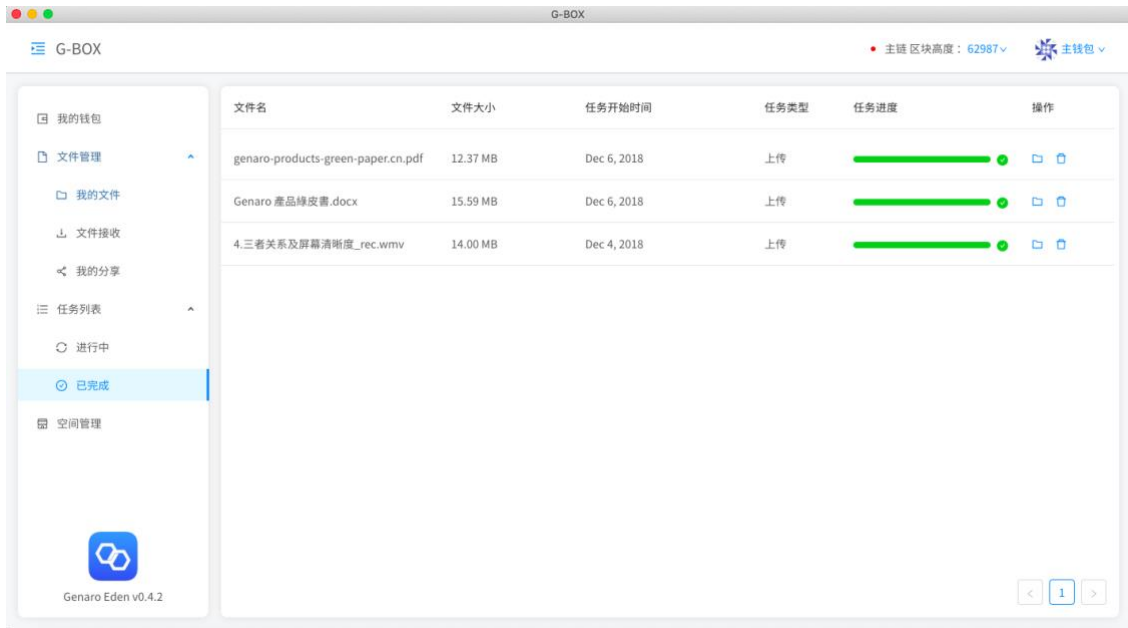 G-BOX
G-BOX
主链 区块高度： 62987
主钱包
我的钱包
文件管理
我的文件
文件接收
我的分享
任务列表
进行中
已完成
空间管理
Genaro Eden v0.4.2
文件名 文件大小 任务开始时间 任务类型 任务进度 操作
genaro-products-green-paper.cn.pdf 12.37 MB Dec 6, 2018 上传
Genaro 產品綠皮書.docx 15.59 MB Dec 6, 2018 上传
4.三者关系及屏幕清晰度_rec.wmv 14.00 MB Dec 4, 2018 上传
< 1 >